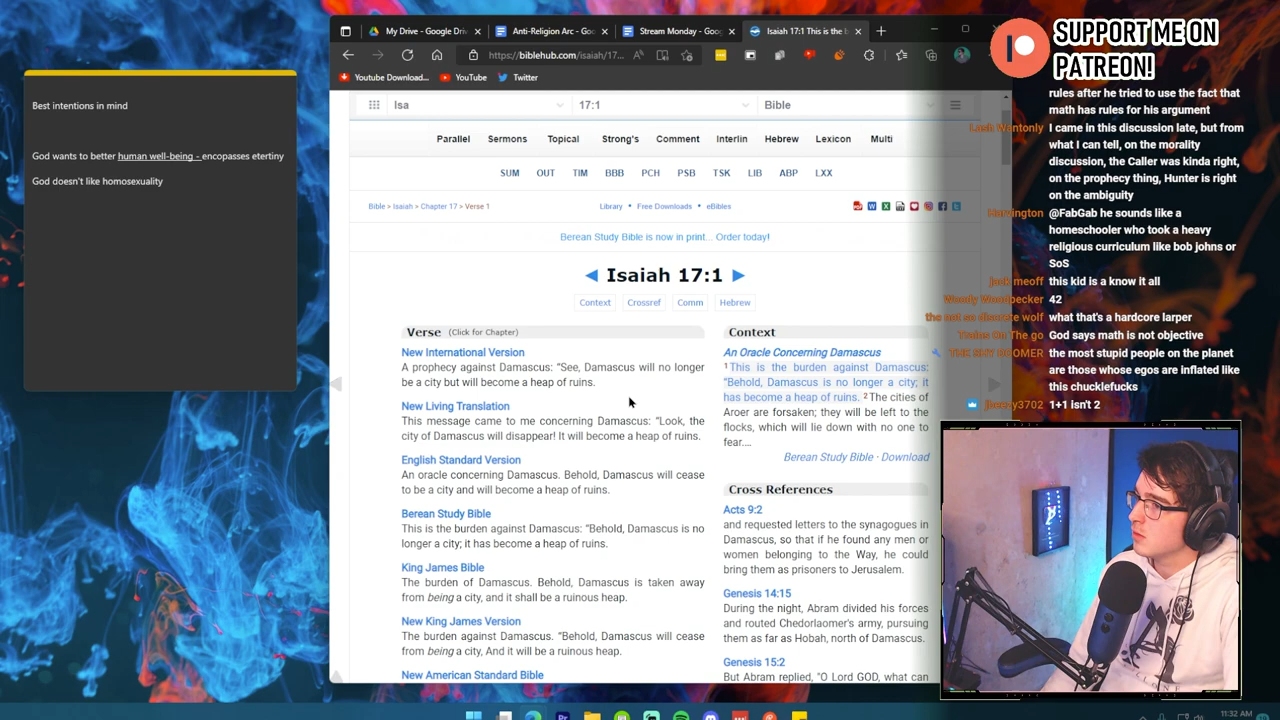 My Drive - Google Driv
Anti-Religion Arc - Goo
Stream Monday - Goog
Isaiah 17:1 This is the b
https://biblehub.com/isaiah/17...
Youtube Download...
YouTube
Twitter
Best intentions in mind
God wants to better human well-being - encopasses etertiny
God doesn't like homosexuality
Isa
17:1
Bible
Parallel Sermons Topical Strong's Comment Interlin Hebrew Lexicon Multi
SUM OUT TIM BBB PCH PSB TSK LIB ABP LXX
Bible > Isaiah > Chapter 17 > Verse 1
Library • Free Downloads • eBibles
Berean Study Bible is now in print... Order today!
◄ Isaiah 17:1 ►
Context Crossref Comm Hebrew
Verse (Click for Chapter)
New International Version
A prophecy against Damascus: “See, Damascus will no longer
be a city but will become a heap of ruins.
New Living Translation
This message came to me concerning Damascus: “Look, the
city of Damascus will disappear! It will become a heap of ruins.
English Standard Version
An oracle concerning Damascus. Behold, Damascus will cease
to be a city and will become a heap of ruins.
Berean Study Bible
This is the burden against Damascus: “Behold, Damascus is no
longer a city; it has become a heap of ruins.
King James Bible
The burden of Damascus. Behold, Damascus is taken away
from being a city, and it shall be a ruinous heap.
New King James Version
The burden against Damascus. “Behold, Damascus will cease
from being a city, And it will be a ruinous heap.
New American Standard Bible
Context
An Oracle Concerning Damascus
1 This is the burden against Damascus:
“Behold, Damascus is no longer a city; it
has become a heap of ruins. 2 The cities of
Aroer are forsaken; they will be left to the
flocks, which will lie down with no one to
fear....
Berean Study Bible · Download
Cross References
Acts 9:2
and requested letters to the synagogues in
Damascus, so that if he found any men or
women belonging to the Way, he could
bring them as prisoners to Jerusalem.
Genesis 14:15
During the night, Abram divided his forces
and routed Chedorlaomer's army, pursuing
them as far as Hobah, north of Damascus.
Genesis 15:2
But Abram replied, “O Lord GOD, what can
SUPPORT ME ON
PATREON!
rules after he tried to use the fact that
math has rules for his argument
I came in this discussion late, but from
what I can tell, on the morality
discussion, the Caller was kinda right,
on the prophecy thing, Hunter is right
on the ambiguity
Harrington @FabGab he sounds like a
homeschooler who took a heavy
religious curriculum like bob johns or
SoS
jack meoff this kid is a know it all
Woody Woodpecker 42
the not so discrete wolf what that's a hardcore larper
Trains On The go God says math is not objective
the most stupid people on the planet
are those whose egos are inflated like
this chucklefucks
1+1 isn't 2
11:32 AM